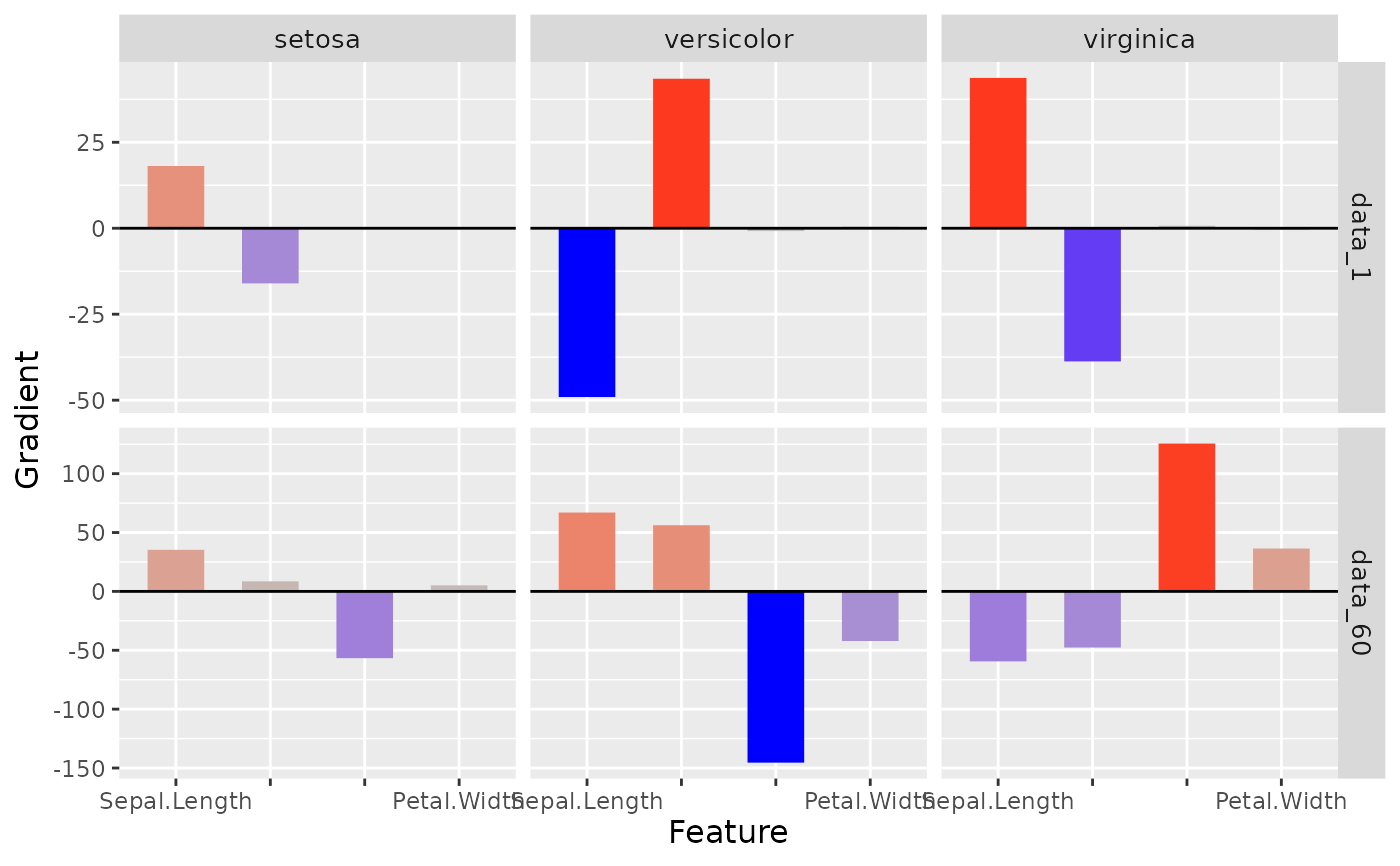 setosa
versicolor
virginica
25
0
-25
-50
data_1
Gradient
100
50
0
-50
-100
-150
data_60
Sepal.Length
Petal.Width
Sepal.Length
Petal.Width
Sepal.Length
Petal.Width
Feature